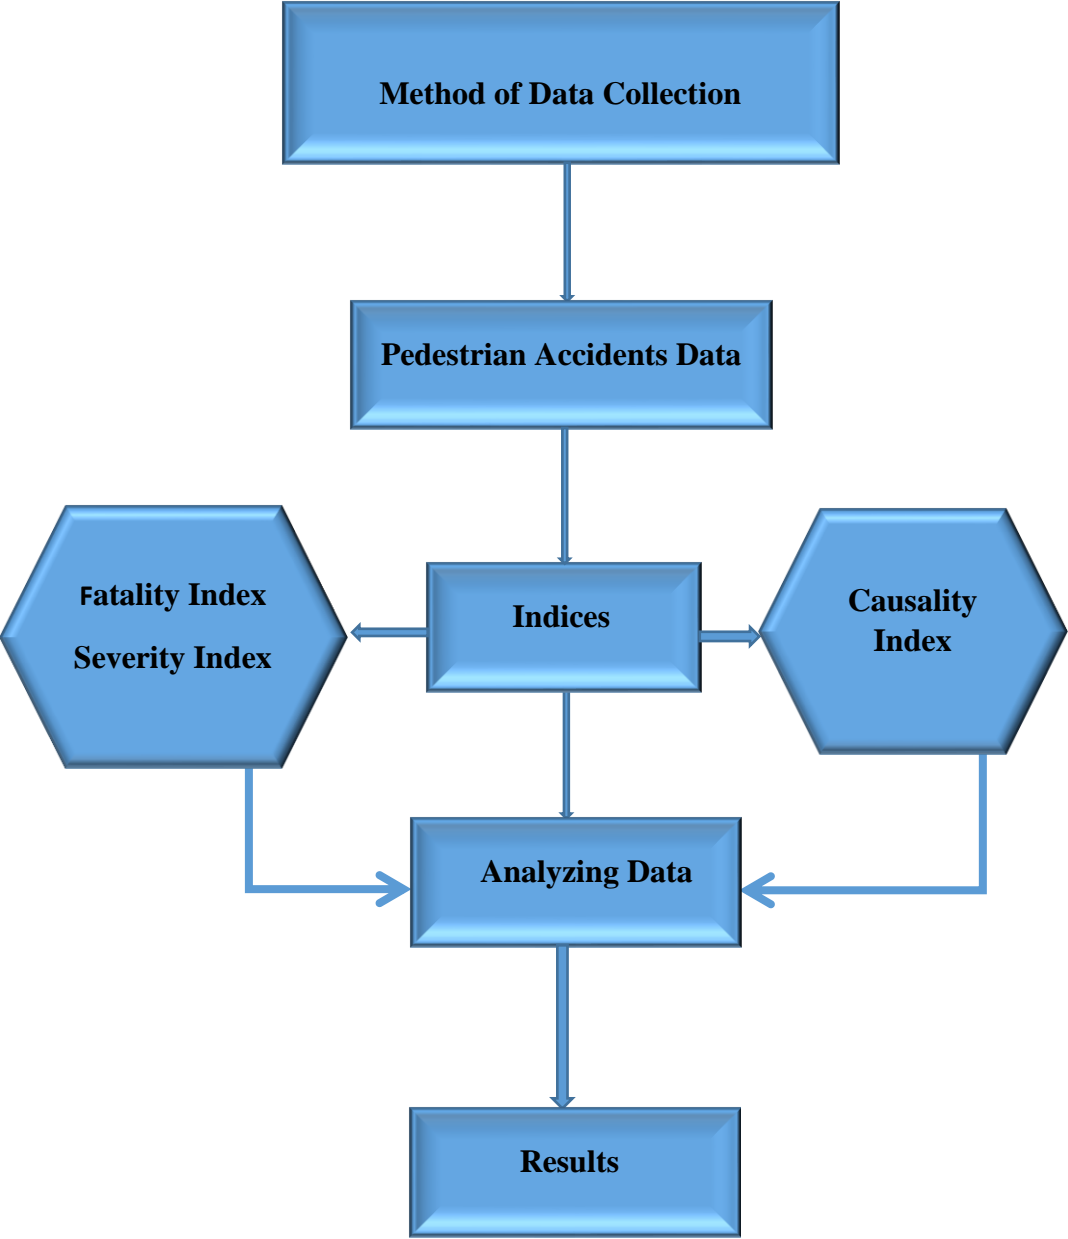 Method of Data Collection
Pedestrian Accidents Data
Fatality Index
Severity Index
Indices
Causality
Index
Analyzing Data
Results